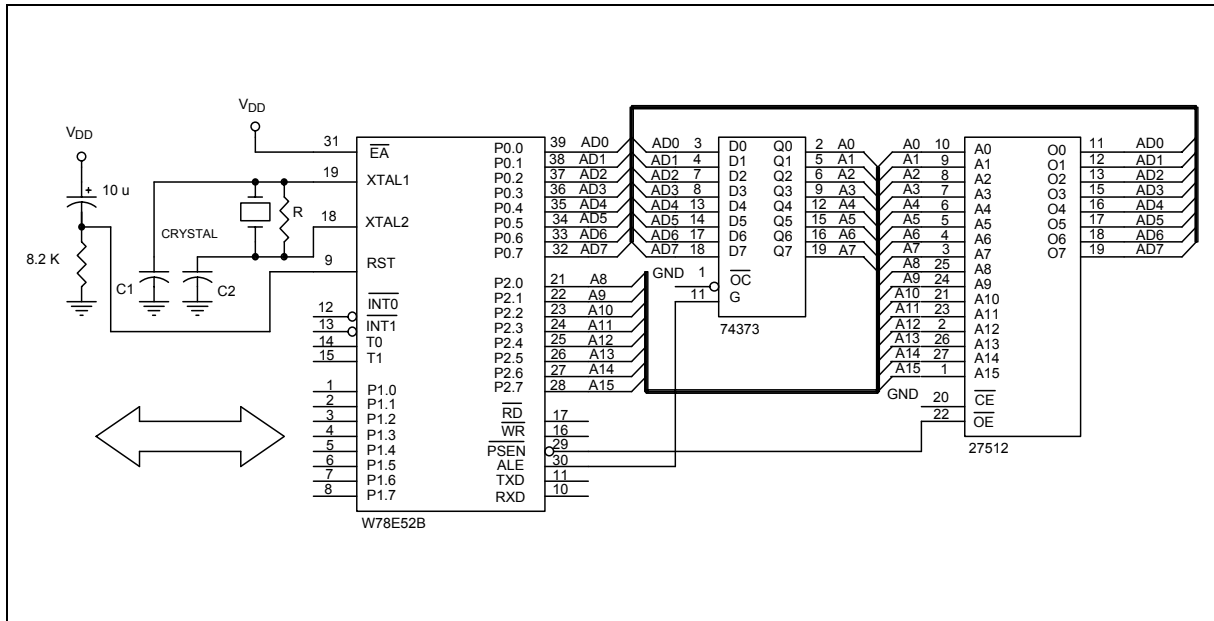 VDD
10 u
8.2 K
VDD
C1
CRYSTAL
C2
R
31 EA
19 XTAL1
18 XTAL2
9 RST
12 INT0
13 INT1
14 T0
15 T1
1 P1.0
2 P1.1
3 P1.2
4 P1.3
5 P1.4
6 P1.5
7 P1.6
8 P1.7
P0.0 39 AD0
P0.1 38 AD1
P0.2 37 AD2
P0.3 36 AD3
P0.4 35 AD4
P0.5 34 AD5
P0.6 33 AD6
P0.7 32 AD7
P2.0 21 A8
P2.1 22 A9
P2.2 23 A10
P2.3 24 A11
P2.4 25 A12
P2.5 26 A13
P2.6 27 A14
P2.7 28 A15
RD 17
WR 16
PSEN 29
ALE 30
TXD 11
RXD 10
W78E52B
AD0 3 D0 Q0 2 A0
AD1 4 D1 Q1 5 A1
AD2 7 D2 Q2 6 A2
AD3 8 D3 Q3 9 A3
AD4 13 D4 Q4 12 A4
AD5 14 D5 Q5 15 A5
AD6 17 D6 Q6 16 A6
AD7 18 D7 Q7 19 A7
GND 1 OC
11 G
74373
A0 10 A0 O0 11 AD0
A1 9 A1 O1 12 AD1
A2 8 A2 O2 13 AD2
A3 7 A3 O3 15 AD3
A4 6 A4 O4 16 AD4
A5 5 A5 O5 17 AD5
A6 4 A6 O6 18 AD6
A7 3 A7 O7 19 AD7
A8 25 A8
A9 24 A9
A10 21 A10
A11 23 A11
A12 2 A12
A13 26 A13
A14 27 A14
A15 1 A15
GND 20 CE
22 OE
27512